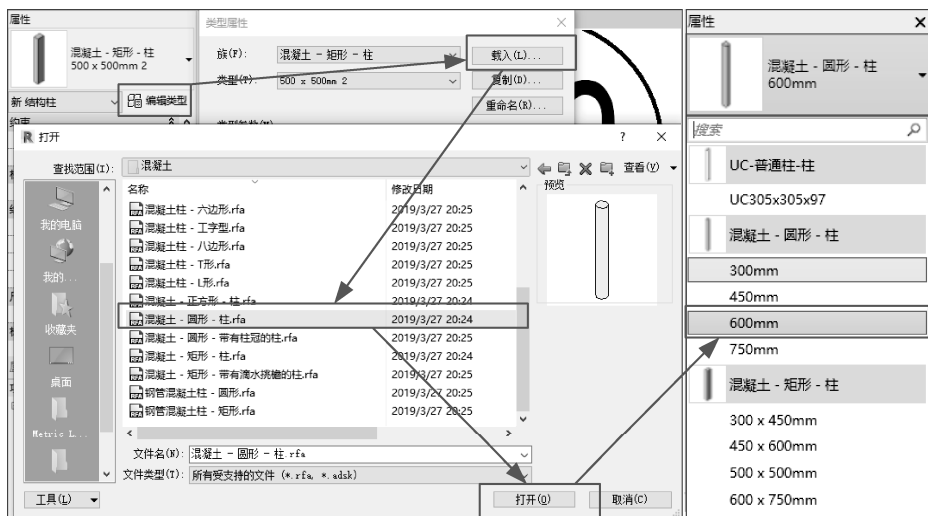 属性
混凝土 - 矩形 - 柱
500 x 500mm 2
新 结构柱
编辑类型
约束
类型属性
族(F):
混凝土 - 矩形 - 柱
载入(L)...
类型(T):
500 x 500mm 2
复制(D)...
重命名(R)...
类型参数(M)
打开
? ×
查找范围(I):
混凝土
查看(V)
我的电脑
我的...
收藏夹
桌面
Metric L...
名称
修改日期
混凝土柱 - 六边形.rfa
2019/3/27 20:25
混凝土柱 - 工字型.rfa
2019/3/27 20:25
混凝土柱 - 八边形.rfa
2019/3/27 20:25
混凝土柱 - T形.rfa
2019/3/27 20:25
混凝土柱 - L形.rfa
2019/3/27 20:25
混凝土 - 正方形 - 柱.rfa
2019/3/27 20:24
混凝土 - 圆形 - 柱.rfa
2019/3/27 20:24
混凝土 - 圆形 - 带有柱冠的柱.rfa
2019/3/27 20:25
混凝土 - 矩形 - 柱.rfa
2019/3/27 20:24
混凝土 - 矩形 - 带有滴水挑檐的柱.rfa
2019/3/27 20:25
钢管混凝土柱 - 圆形.rfa
2019/3/27 20:25
钢管混凝土柱 - 矩形.rfa
2019/3/27 20:25
预览
文件名(N):
混凝土 - 圆形 - 柱.rfa
文件类型(T):
所有受支持的文件 (*.rfa, *.adsk)
工具(L)
打开(O)
取消(C)
属性
混凝土 - 圆形 - 柱
600mm
搜索
UC-普通柱-柱
UC305x305x97
混凝土 - 圆形 - 柱
300mm
450mm
600mm
750mm
混凝土 - 矩形 - 柱
300 x 450mm
450 x 600mm
500 x 500mm
600 x 750mm